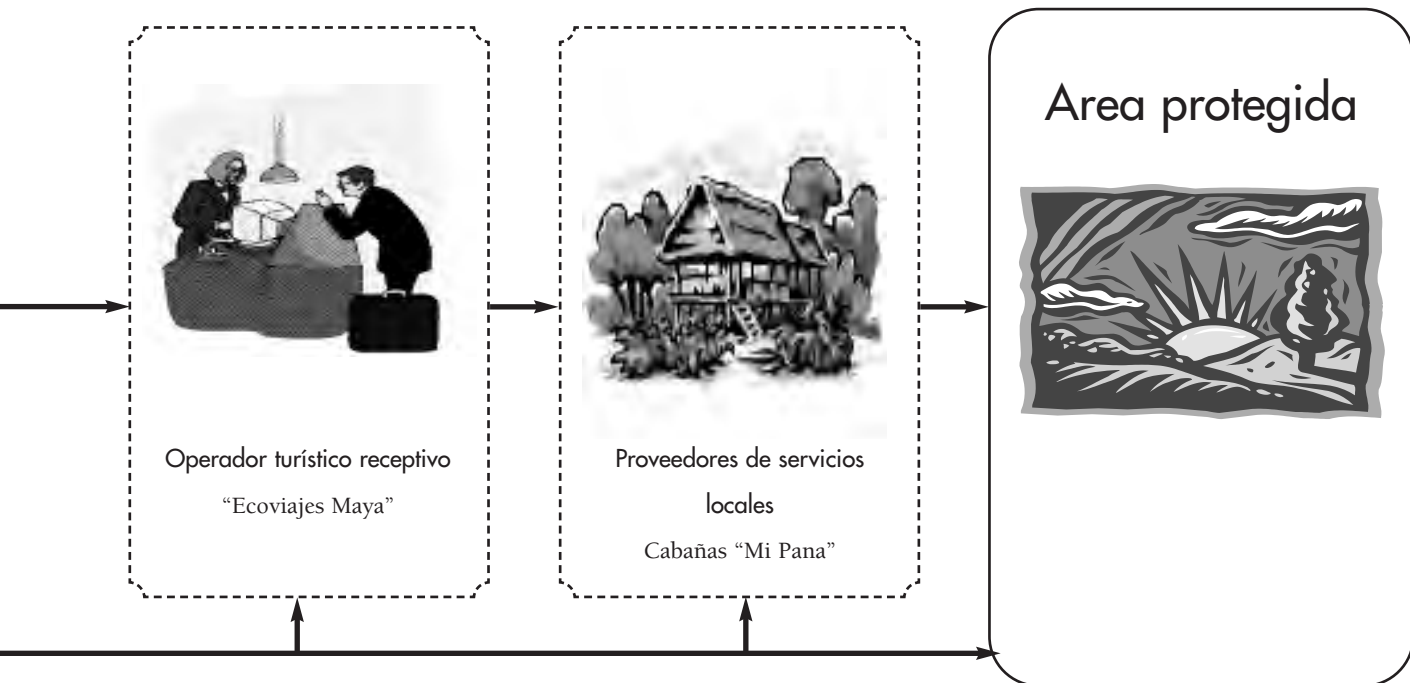 Operador turístico receptivo
“Ecoviajes Maya”
Proveedores de servicios
locales
Cabañas “Mi Pana”
Area protegida